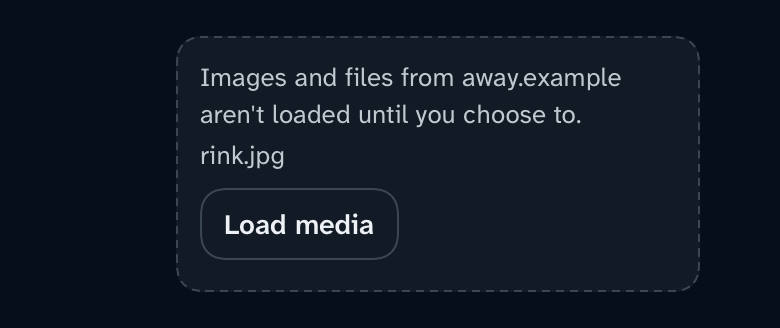 Images and files from away.example
aren't loaded until you choose to.
rink.jpg
Load media